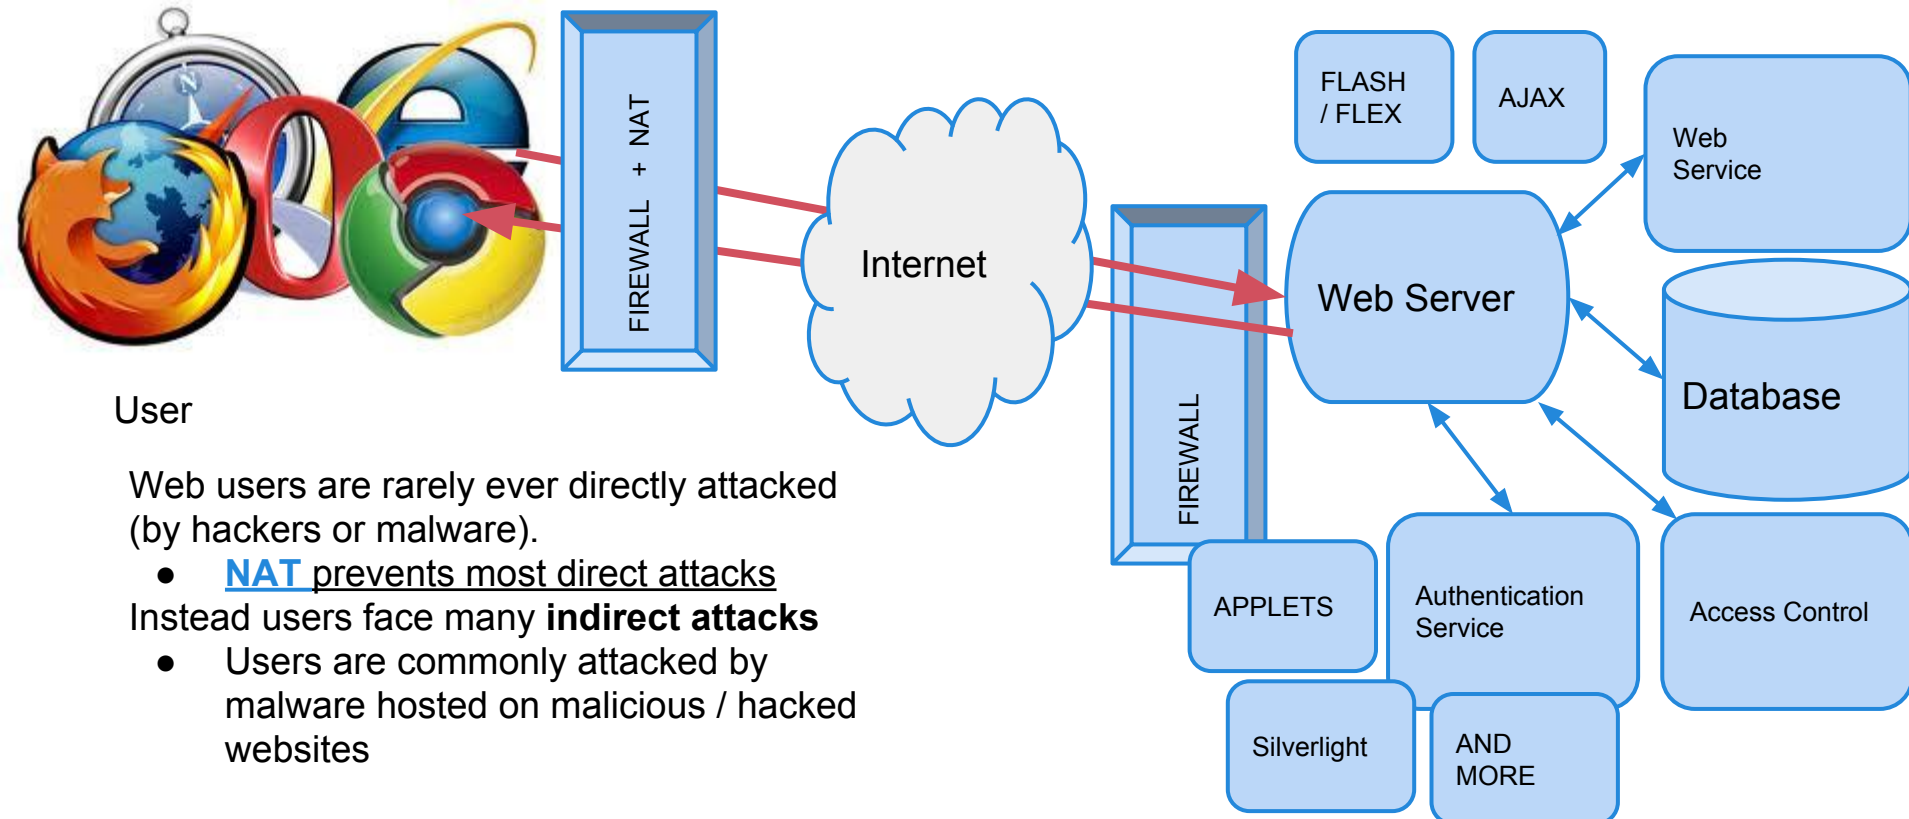 FIREWALL + NAT
Internet
FIREWALL
FLASH
/ FLEX
AJAX
Web
Service
Web Server
Database
APPLETS
Authentication
Service
Access Control
Silverlight
AND
MORE
User
Web users are rarely ever directly attacked
(by hackers or malware).
● NAT prevents most direct attacks
Instead users face many indirect attacks
● Users are commonly attacked by
malware hosted on malicious / hacked
websites